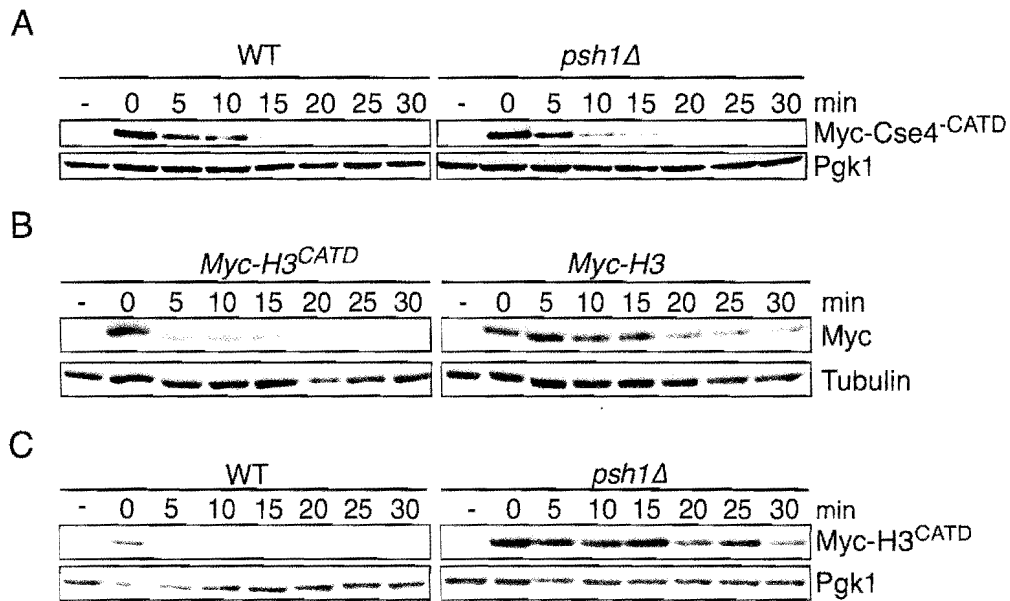 A
WT psh1Δ
- 0 5 10 15 20 25 30 - 0 5 10 15 20 25 30 min
Myc-Cse4-CATD
Pgk1
B
Myc-H3CATD Myc-H3
- 0 5 10 15 20 25 30 - 0 5 10 15 20 25 30 min
Myc
Tubulin
C
WT psh1Δ
- 0 5 10 15 20 25 30 - 0 5 10 15 20 25 30 min
Myc-H3CATD
Pgk1